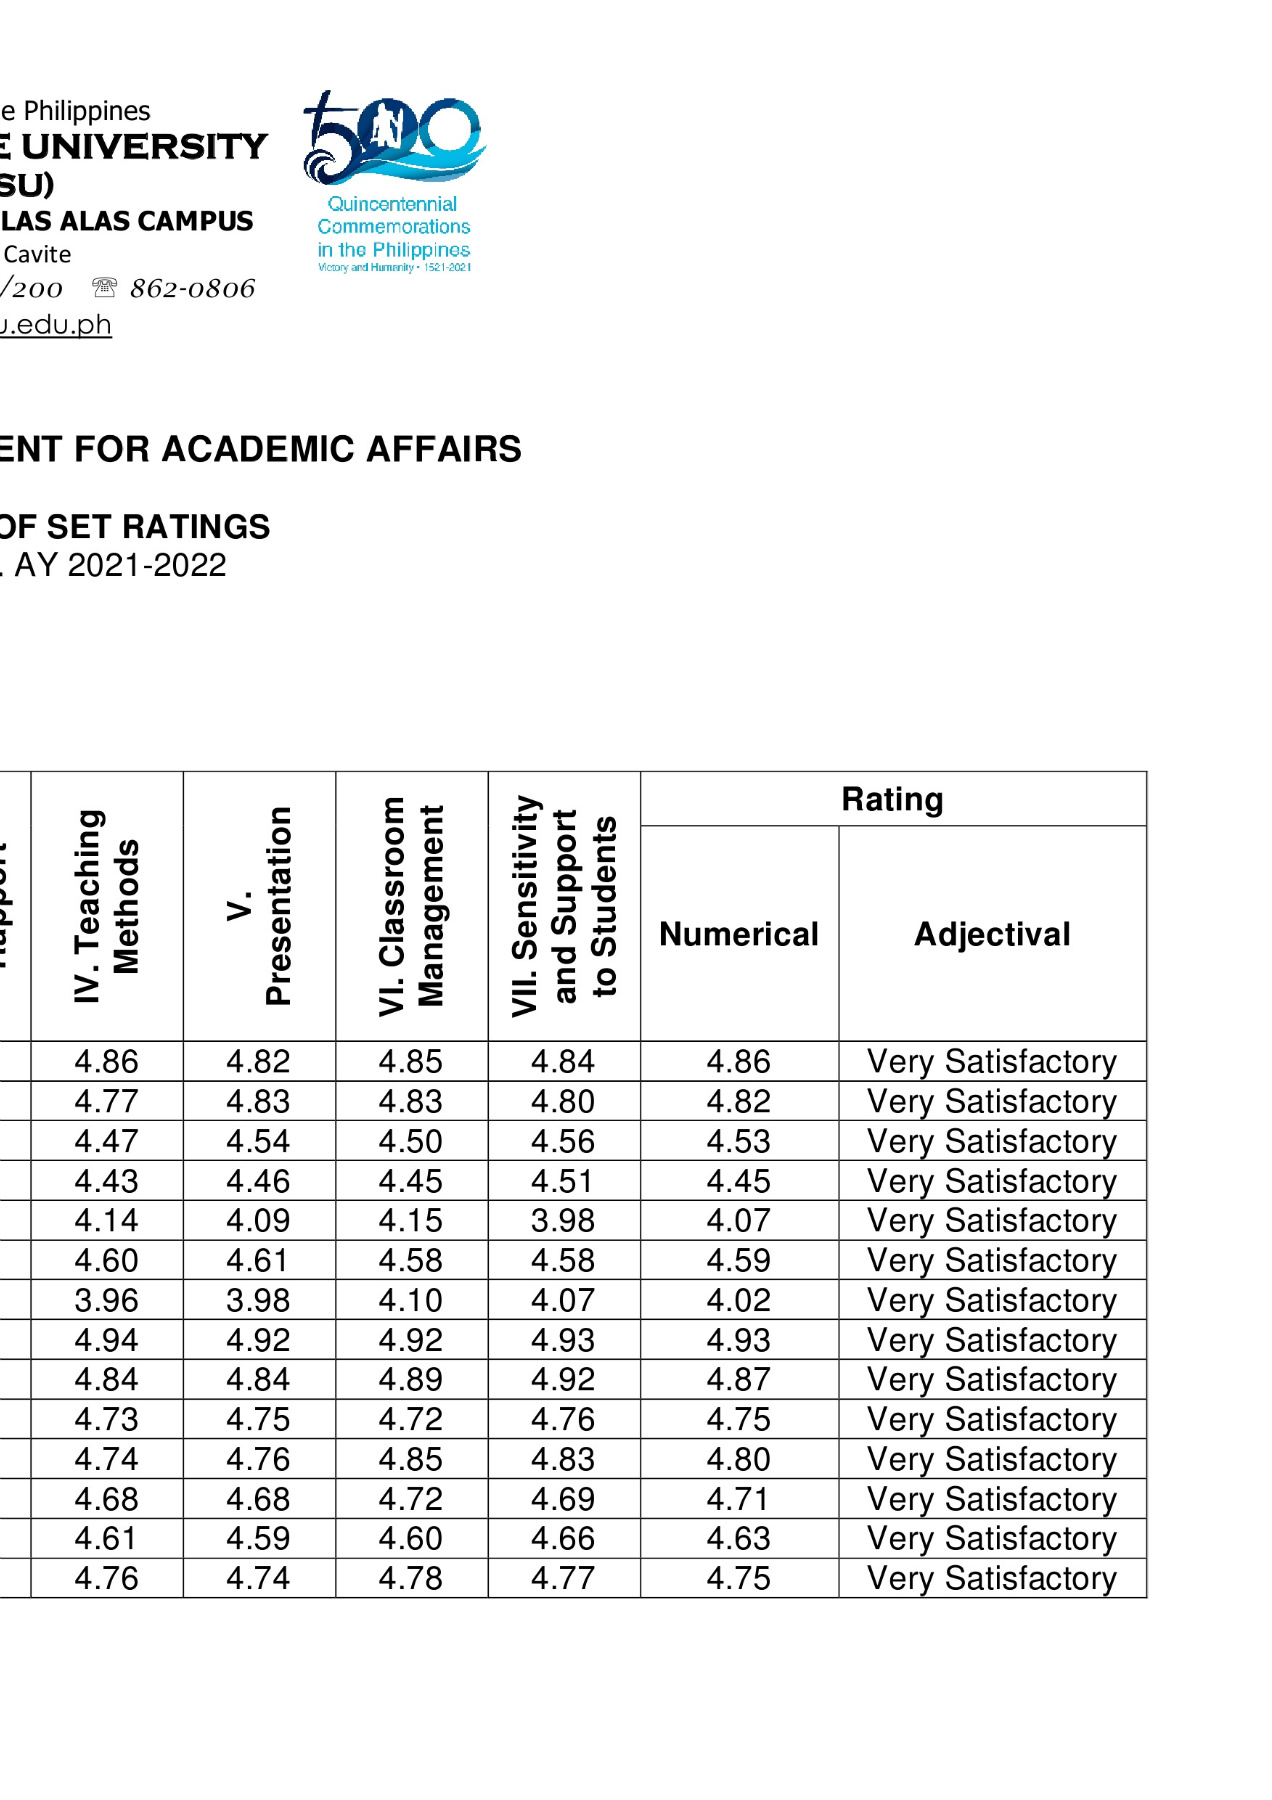 e Philippines
E UNIVERSITY
SU)
LAS ALAS CAMPUS
Cavite
/200 ☏ 862-0806
u.edu.ph
500
Quincentennial
Commemorations
in the Philippines
Victory and Humanity • 1521-2021
ENT FOR ACADEMIC AFFAIRS
OF SET RATINGS
. AY 2021-2022
IV. Teaching
Methods
V.
Presentation
VI. Classroom
Management
VII. Sensitivity
and Support
to Students
Rating
Numerical
Adjectival
4.86 4.82 4.85 4.84 4.86 Very Satisfactory
4.77 4.83 4.83 4.80 4.82 Very Satisfactory
4.47 4.54 4.50 4.56 4.53 Very Satisfactory
4.43 4.46 4.45 4.51 4.45 Very Satisfactory
4.14 4.09 4.15 3.98 4.07 Very Satisfactory
4.60 4.61 4.58 4.58 4.59 Very Satisfactory
3.96 3.98 4.10 4.07 4.02 Very Satisfactory
4.94 4.92 4.92 4.93 4.93 Very Satisfactory
4.84 4.84 4.89 4.92 4.87 Very Satisfactory
4.73 4.75 4.72 4.76 4.75 Very Satisfactory
4.74 4.76 4.85 4.83 4.80 Very Satisfactory
4.68 4.68 4.72 4.69 4.71 Very Satisfactory
4.61 4.59 4.60 4.66 4.63 Very Satisfactory
4.76 4.74 4.78 4.77 4.75 Very Satisfactory